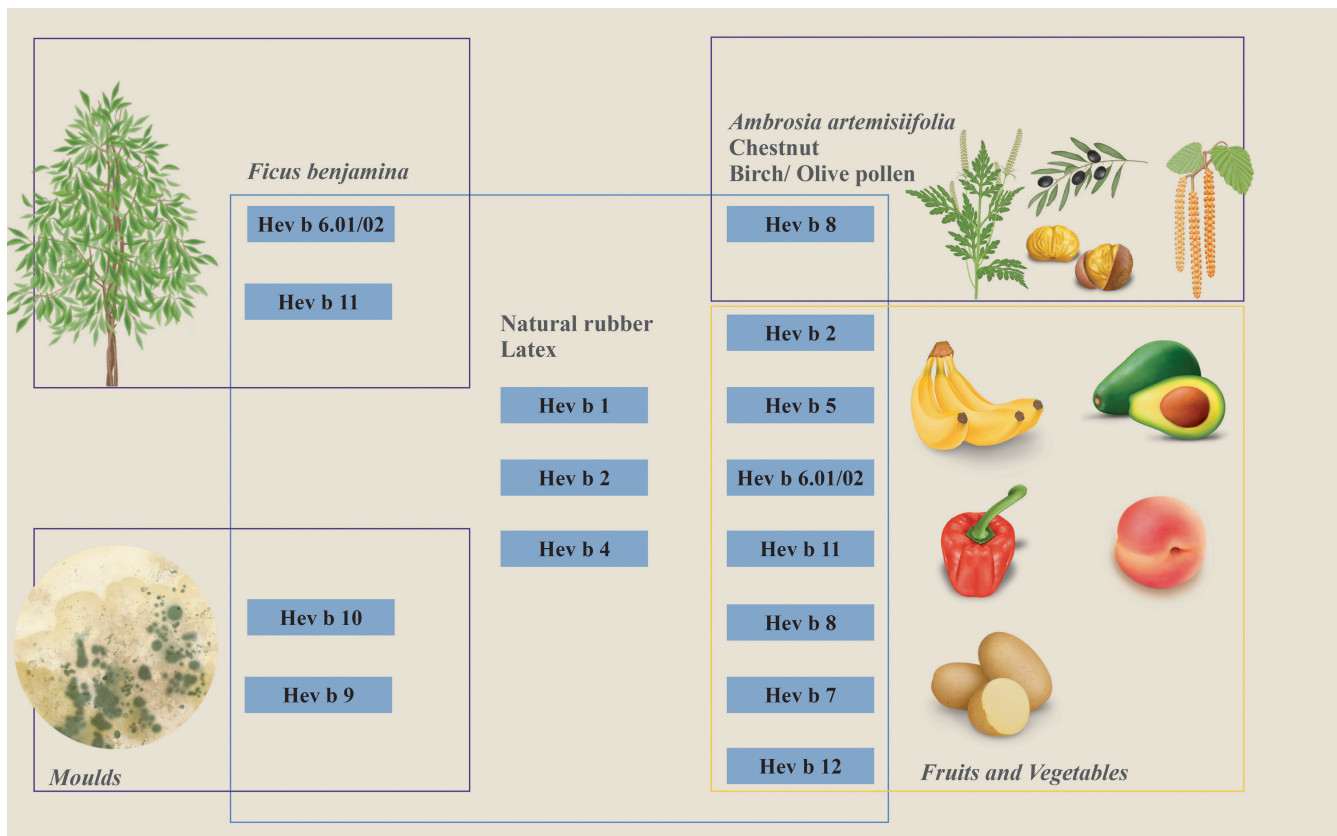 Ficus benjamina
Hev b 6.01/02
Hev b 11
Natural rubber
Latex
Hev b 1
Hev b 2
Hev b 4
Hev b 10
Hev b 9
Moulds
Ambrosia artemisiifolia
Chestnut
Birch/ Olive pollen
Hev b 8
Hev b 2
Hev b 5
Hev b 6.01/02
Hev b 11
Hev b 8
Hev b 7
Hev b 12
Fruits and Vegetables